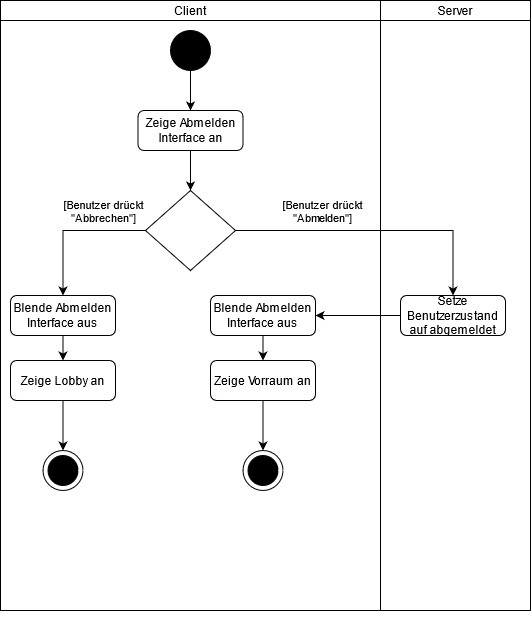 Client
Server
Zeige Abmelden
Interface an
[Benutzer drückt
"Abbrechen"]
[Benutzer drückt
"Abmelden"]
Blende Abmelden
Interface aus
Blende Abmelden
Interface aus
Setze
Benutzerzustand
auf abgemeldet
Zeige Lobby an
Zeige Vorraum an